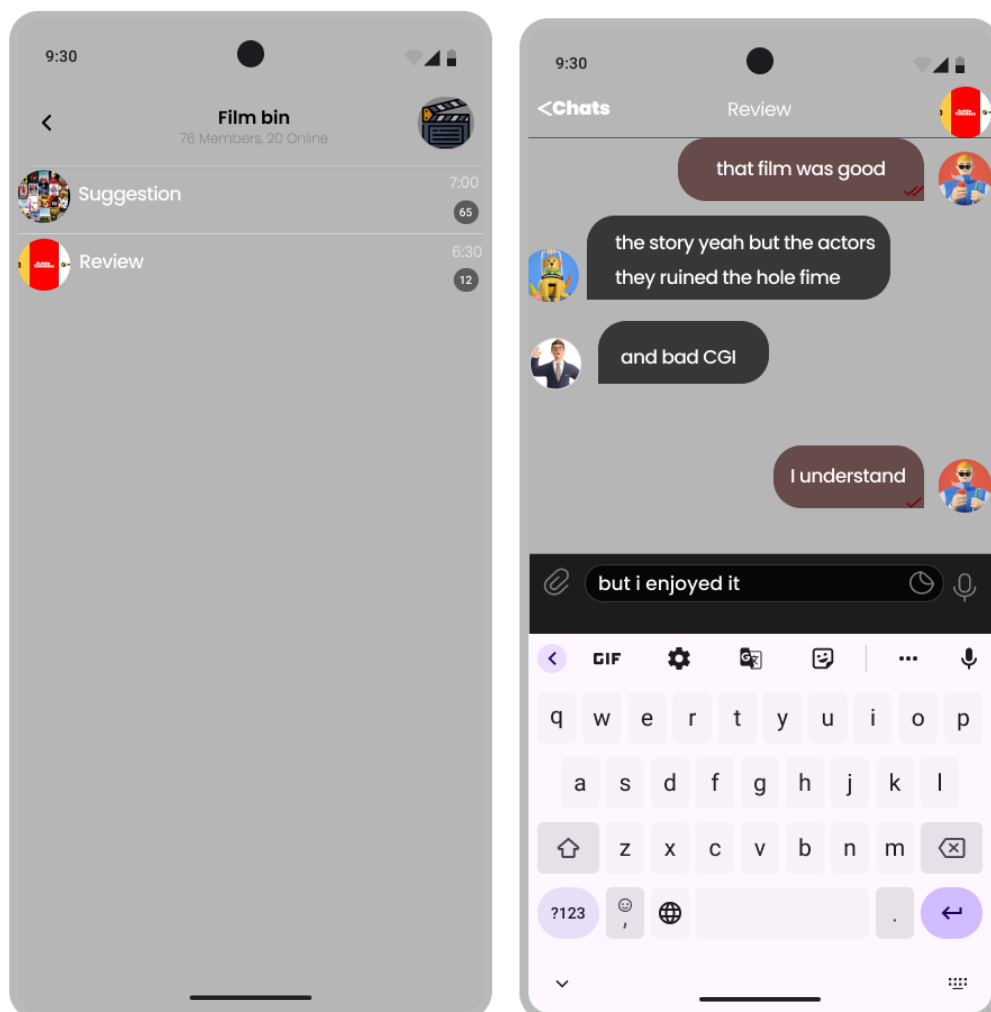 9:30
Film bin
76 Members, 20 Online
Suggestion
7:00
65
Review
6:30
12
9:30
<Chats
Review
that film was good
the story yeah but the actors
they ruined the hole fime
and bad CGI
I understand
but i enjoyed it
GIF
q w e r t y u i o p
a s d f g h j k l
z x c v b n m
?123 , .